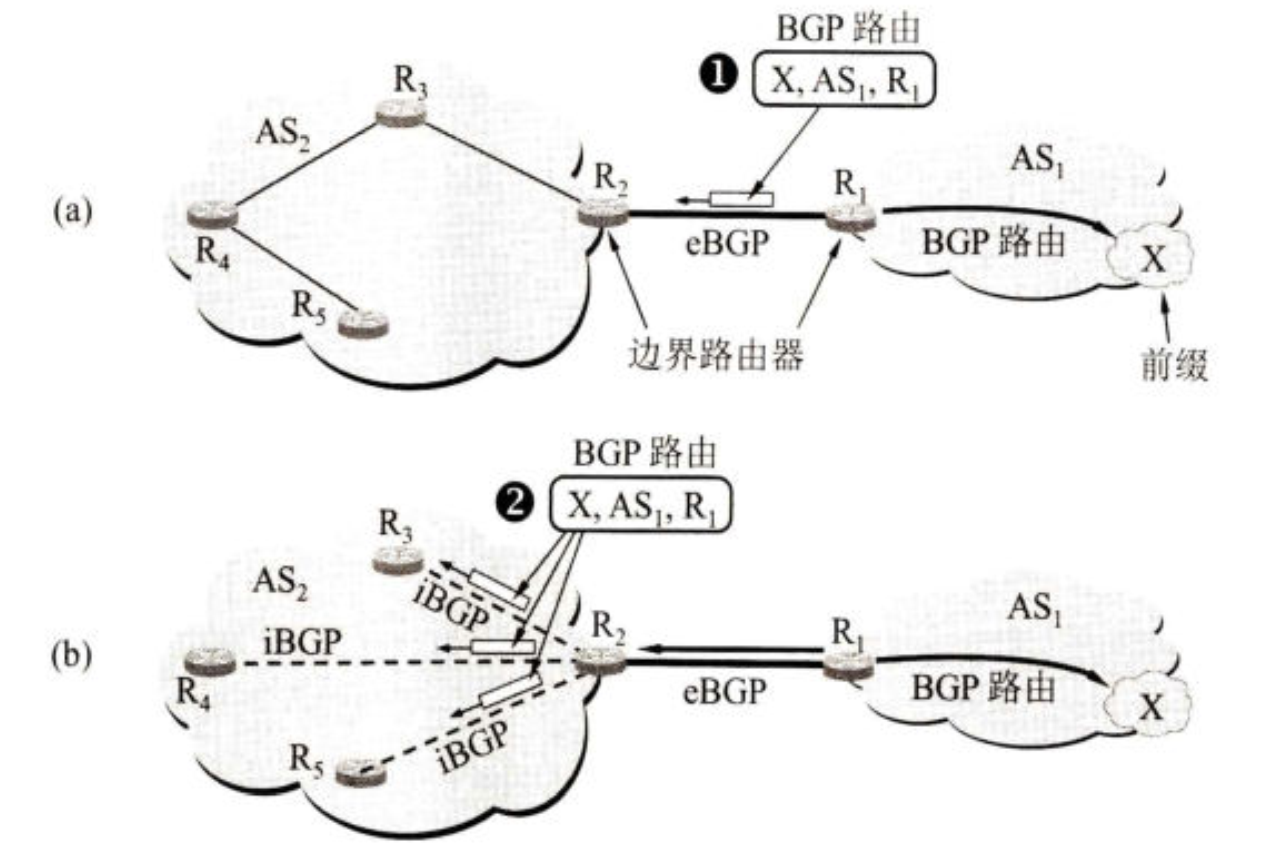 BGP 路由
❶ X, AS₁, R₁
R₃
AS₂
R₂
R₁
AS₁
(a)
R₄
eBGP
BGP 路由
X
R₅
边界路由器
前缀
BGP 路由
❷ X, AS₁, R₁
R₃
AS₂
iBGP
R₂
R₁
AS₁
(b)
iBGP
R₄
eBGP
BGP 路由
X
R₅
iBGP